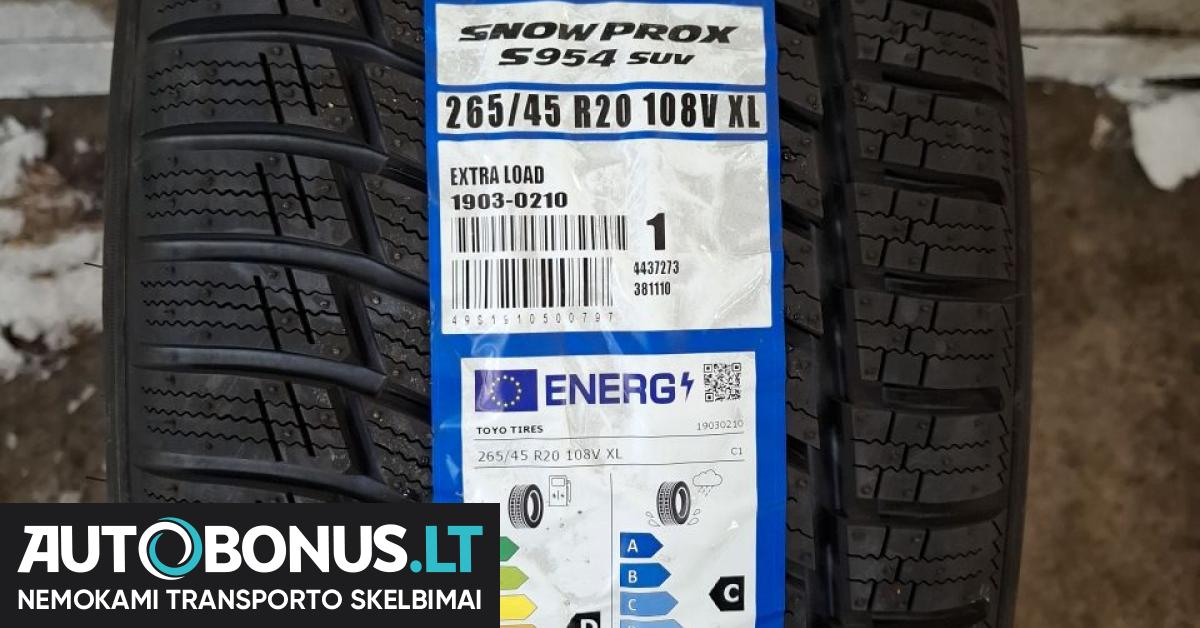 SNOWPROX
S954 SUV
265/45 R20 108V XL
EXTRA LOAD
1903-0210
1
4437273
381110
49S1910500797
ENERG
TOYO TIRES 19030210
265/45 R20 108V XL C1
A
B
C
C
D
AUTOBONUS.LT
NEMOKAMI TRANSPORTO SKELBIMAI